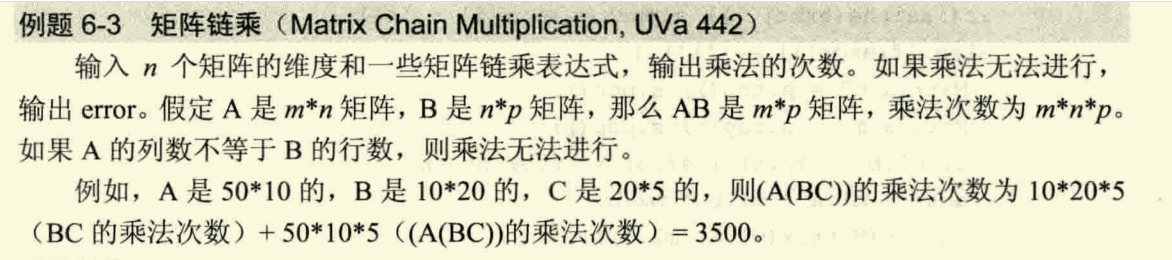 例题 6-3 矩阵链乘（Matrix Chain Multiplication, UVa 442）
输入 n 个矩阵的维度和一些矩阵链乘表达式，输出乘法的次数。如果乘法无法进行，
输出 error。假定 A 是 m*n 矩阵，B 是 n*p 矩阵，那么 AB 是 m*p 矩阵，乘法次数为 m*n*p。
如果 A 的列数不等于 B 的行数，则乘法无法进行。
例如，A 是 50*10 的，B 是 10*20 的，C 是 20*5 的，则(A(BC))的乘法次数为 10*20*5
（BC 的乘法次数）+ 50*10*5（(A(BC))的乘法次数）= 3500。